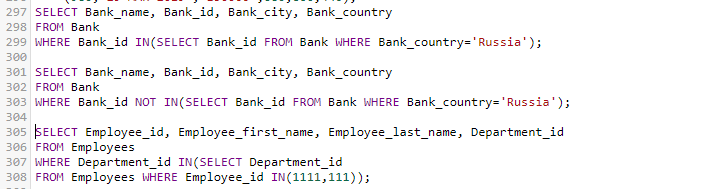 297 SELECT Bank_name, Bank_id, Bank_city, Bank_country
298 FROM Bank
299 WHERE Bank_id IN(SELECT Bank_id FROM Bank WHERE Bank_country='Russia');
300
301 SELECT Bank_name, Bank_id, Bank_city, Bank_country
302 FROM Bank
303 WHERE Bank_id NOT IN(SELECT Bank_id FROM Bank WHERE Bank_country='Russia');
304
305 SELECT Employee_id, Employee_first_name, Employee_last_name, Department_id
306 FROM Employees
307 WHERE Department_id IN(SELECT Department_id
308 FROM Employees WHERE Employee_id IN(1111,111));